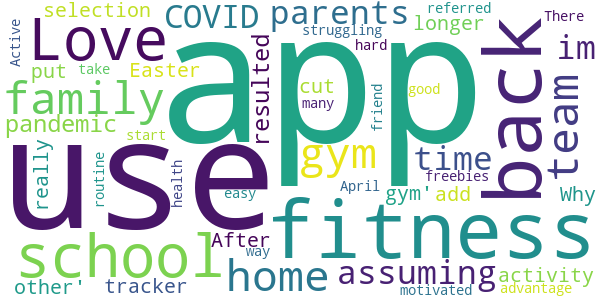 selection COVID parents referred There
Active Love struggling longer im
put take Easter resulted hard back
family app cut many good team
pandemic start friend
really use gym time
routine health easy April freebies
school fitness gym' add Why
After way
other' tracker home assuming activity
motivated advantage